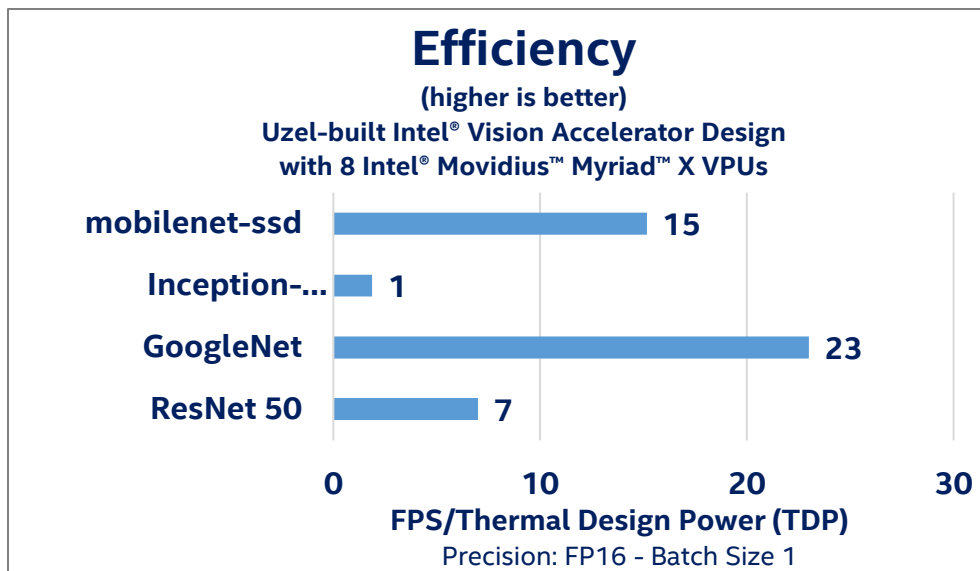 Efficiency
(higher is better)
Uzel-built Intel® Vision Accelerator Design
with 8 Intel® Movidius™ Myriad™ X VPUs
mobilenet-ssd 15
Inception-... 1
GoogleNet 23
ResNet 50 7
0 10 20 30
FPS/Thermal Design Power (TDP)
Precision: FP16 - Batch Size 1